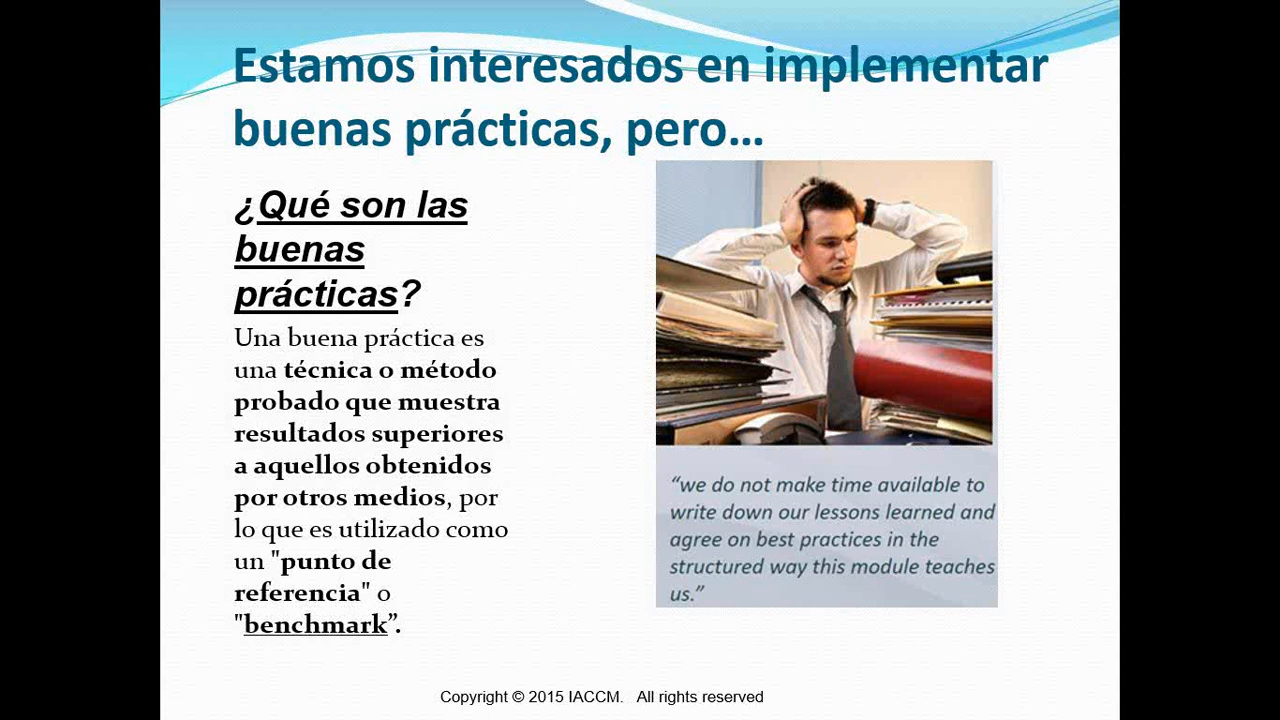 Estamos interesados en implementar
buenas prácticas, pero...
¿Qué son las
buenas
prácticas?
Una buena práctica es
una técnica o método
probado que muestra
resultados superiores
a aquellos obtenidos
por otros medios, por
lo que es utilizado como
un "punto de
referencia" o
"benchmark”.
“we do not make time available to
write down our lessons learned and
agree on best practices in the
structured way this module teaches
us.”
Copyright © 2015 IACCM. All rights reserved